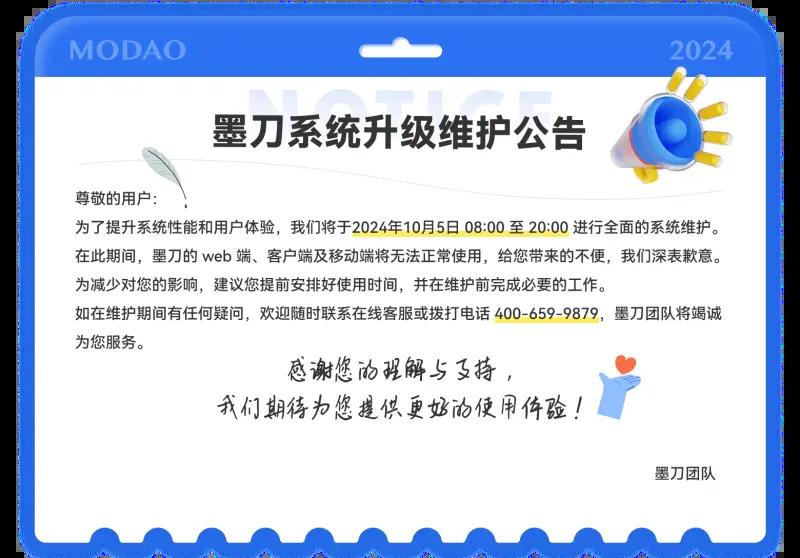 MODAO
2024
NOTICE
墨刀系统升级维护公告
尊敬的用户：
为了提升系统性能和用户体验，我们将于2024年10月5日 08:00 至 20:00 进行全面的系统维护。
在此期间，墨刀的 web 端、客户端及移动端将无法正常使用，给您带来的不便，我们深表歉意。
为减少对您的影响，建议您提前安排好使用时间，并在维护前完成必要的工作。
如在维护期间有任何疑问，欢迎随时联系在线客服或拨打电话 400-659-9879，墨刀团队将竭诚
为您服务。
感谢您的理解与支持，
我们期待为您提供更好的使用体验！
墨刀团队